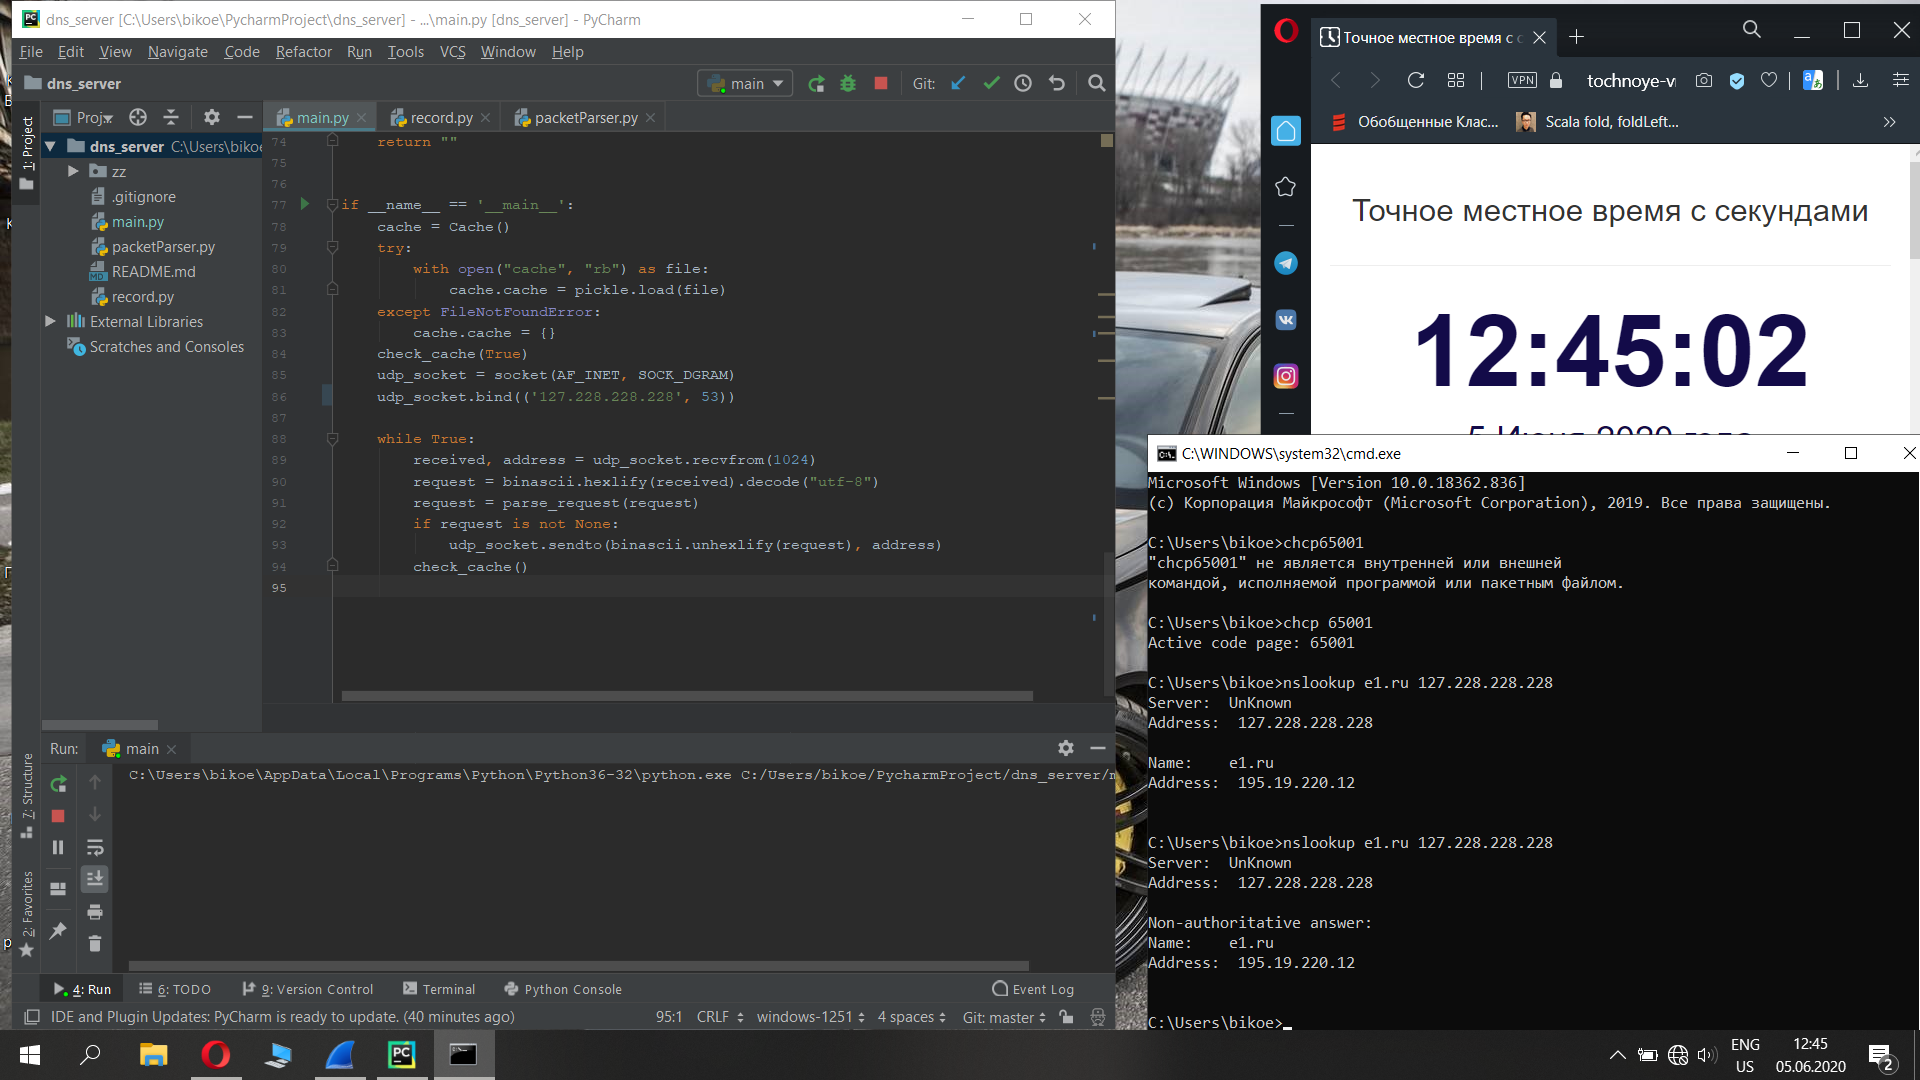 dns_server [C:\Users\bikoe\PycharmProject\dns_server] - ...\main.py [dns_server] - PyCharm
File Edit View Navigate Code Refactor Run Tools VCS Window Help
dns_server
main
Git:
1: Project
Proj
main.py
record.py
packetParser.py
dns_server C:\Users\bikoe
zz
.gitignore
main.py
packetParser.py
README.md
record.py
External Libraries
Scratches and Consoles
74 return ""
75
76
77 if __name__ == '__main__':
78 cache = Cache()
79 try:
80 with open("cache", "rb") as file:
81 cache.cache = pickle.load(file)
82 except FileNotFoundError:
83 cache.cache = {}
84 check_cache(True)
85 udp_socket = socket(AF_INET, SOCK_DGRAM)
86 udp_socket.bind(('127.228.228.228', 53))
87
88 while True:
89 received, address = udp_socket.recvfrom(1024)
90 request = binascii.hexlify(received).decode("utf-8")
91 request = parse_request(request)
92 if request is not None:
93 udp_socket.sendto(binascii.unhexlify(request), address)
94 check_cache()
95
7: Structure
2: Favorites
Run: main
C:\Users\bikoe\AppData\Local\Programs\Python\Python36-32\python.exe C:/Users/bikoe/PycharmProject/dns_server/m
4: Run 6: TODO 9: Version Control Terminal Python Console Event Log
IDE and Plugin Updates: PyCharm is ready to update. (40 minutes ago) 95:1 CRLF windows-1251 4 spaces Git: master
Точное местное время с с
VPN tochnoye-v
Обобщенные Клас... Scala fold, foldLeft... »
Точное местное время с секундами
12:45:02
5 Июня 2020 года
C:\WINDOWS\system32\cmd.exe
Microsoft Windows [Version 10.0.18362.836]
(c) Корпорация Майкрософт (Microsoft Corporation), 2019. Все права защищены.
C:\Users\bikoe>chcp65001
"chcp65001" не является внутренней или внешней
командой, исполняемой программой или пакетным файлом.
C:\Users\bikoe>chcp 65001
Active code page: 65001
C:\Users\bikoe>nslookup e1.ru 127.228.228.228
Server: UnKnown
Address: 127.228.228.228
Name: e1.ru
Address: 195.19.220.12
C:\Users\bikoe>nslookup e1.ru 127.228.228.228
Server: UnKnown
Address: 127.228.228.228
Non-authoritative answer:
Name: e1.ru
Address: 195.19.220.12
C:\Users\bikoe>
ENG
US
12:45
05.06.2020
2